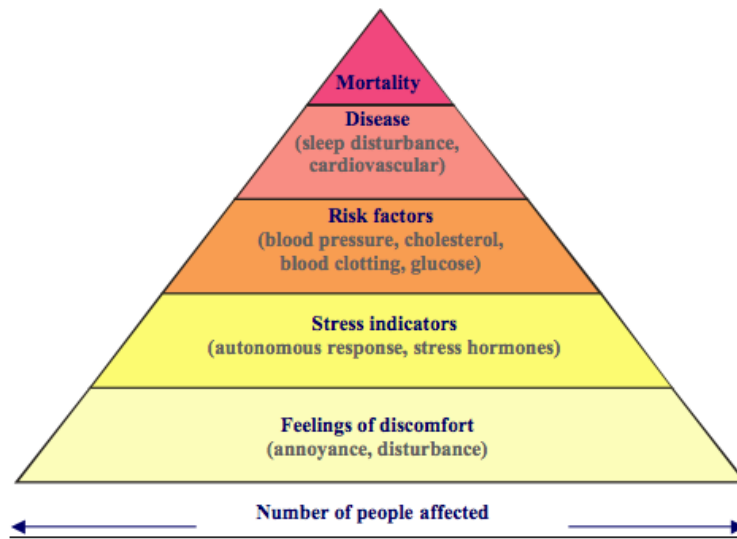 Mortality
Disease
(sleep disturbance,
cardiovascular)
Risk factors
(blood pressure, cholesterol,
blood clotting, glucose)
Stress indicators
(autonomous response, stress hormones)
Feelings of discomfort
(annoyance, disturbance)
Number of people affected